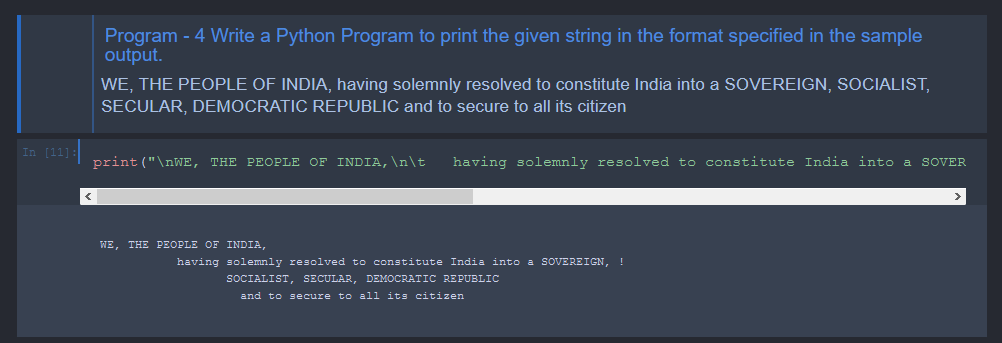 Program - 4 Write a Python Program to print the given string in the format specified in the sample
output.
WE, THE PEOPLE OF INDIA, having solemnly resolved to constitute India into a SOVEREIGN, SOCIALIST,
SECULAR, DEMOCRATIC REPUBLIC and to secure to all its citizen
In [11]:
print("\nWE, THE PEOPLE OF INDIA,\n\t   having solemnly resolved to constitute India into a SOVER
WE, THE PEOPLE OF INDIA,
having solemnly resolved to constitute India into a SOVEREIGN, !
SOCIALIST, SECULAR, DEMOCRATIC REPUBLIC
and to secure to all its citizen